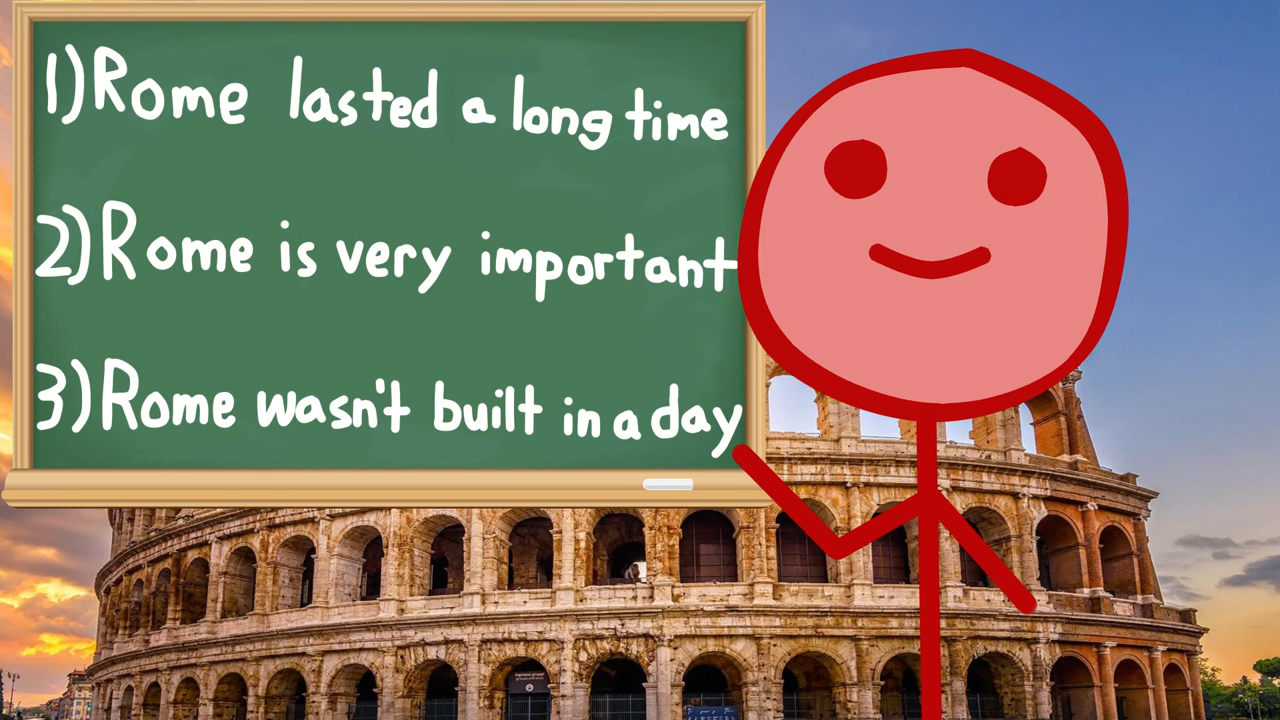 1) Rome lasted a long time
2) Rome is very important
3) Rome wasn't built in a day